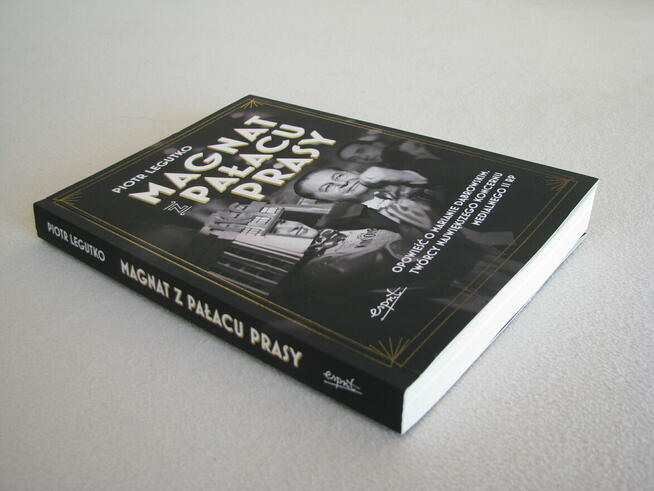 PIOTR LEGUTKO
MAGNAT
Z PAŁACU
PRASY
OPOWIEŚĆ O MARIANIE DĄBROWSKIM,
TWÓRCY NAJWIĘKSZEGO KONCERNU
MEDIALNEGO II RP
esprit
PIOTR LEGUTKO MAGNAT Z PAŁACU PRASY esprit